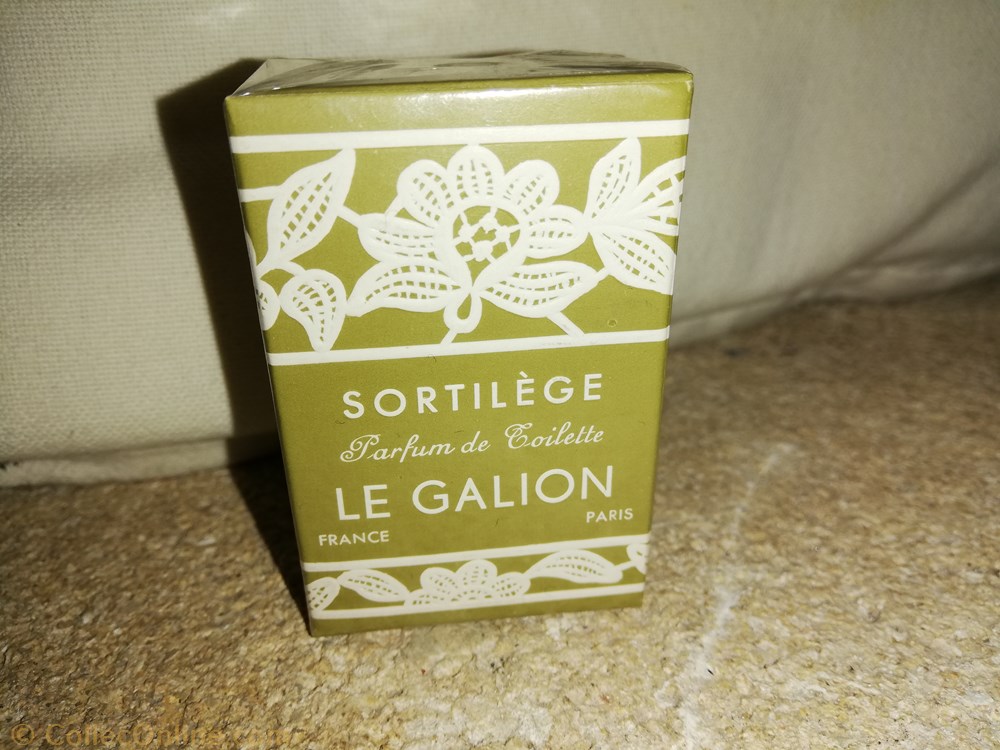 SORTILÈGE
Parfum de Toilette
LE GALION
FRANCE PARIS